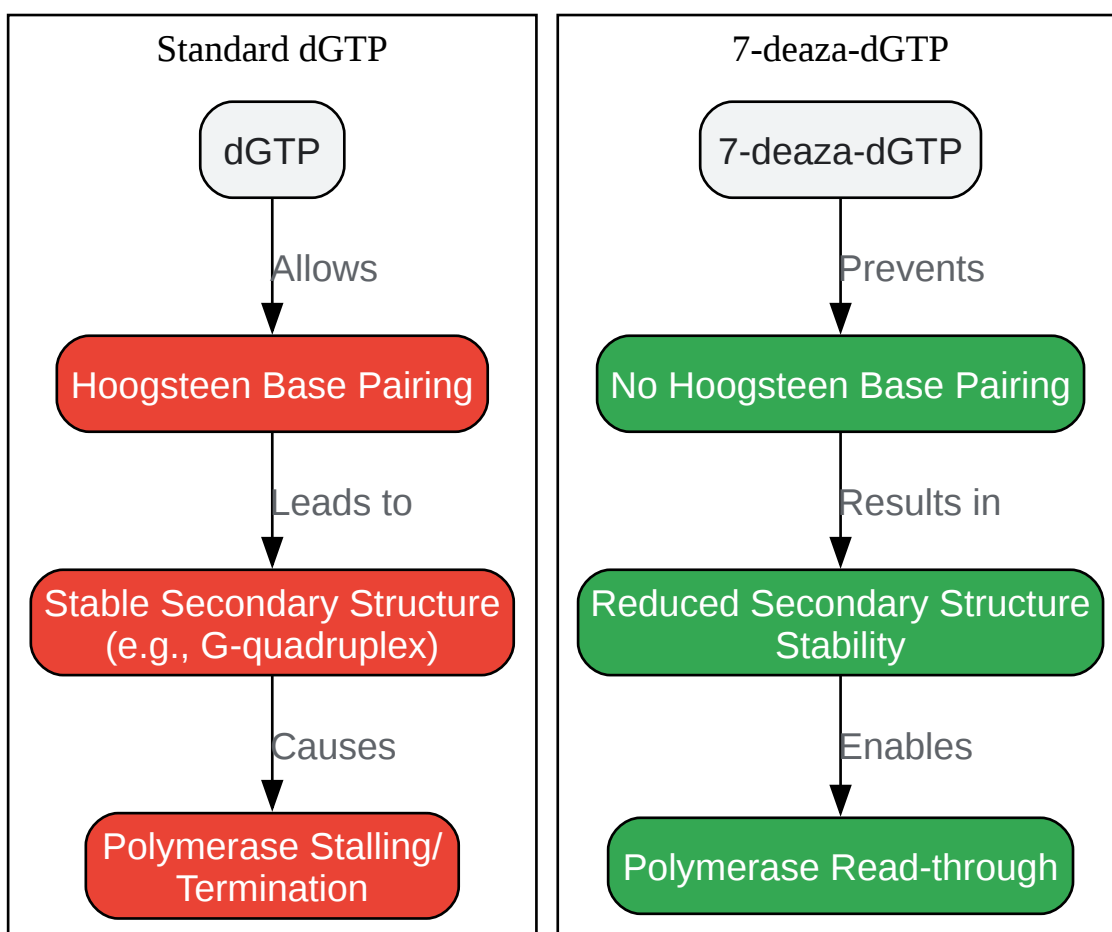 Standard dGTP
dGTP
Allows
Hoogsteen Base Pairing
Leads to
Stable Secondary Structure
(e.g., G-quadruplex)
Causes
Polymerase Stalling/
Termination
7-deaza-dGTP
7-deaza-dGTP
Prevents
No Hoogsteen Base Pairing
Results in
Reduced Secondary Structure
Stability
Enables
Polymerase Read-through